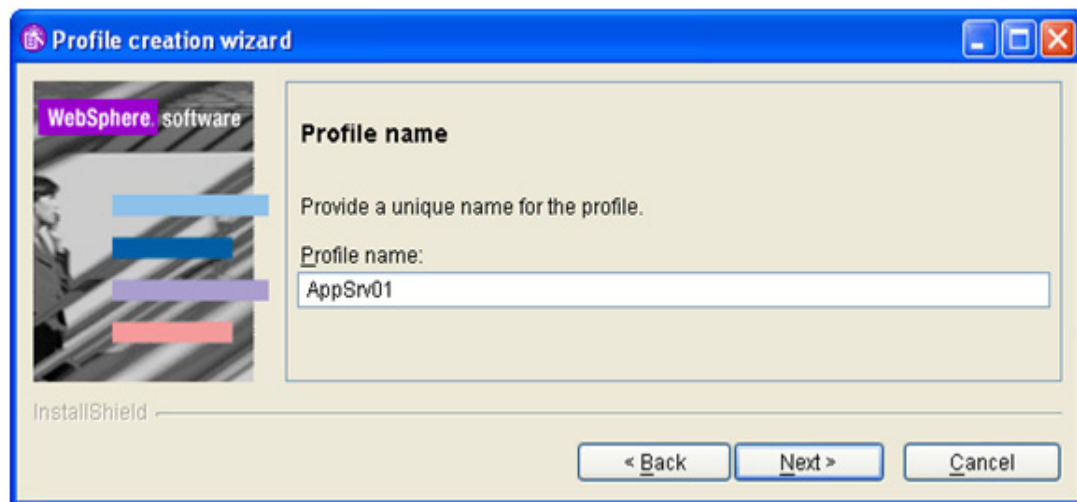 Profile creation wizard
WebSphere. software
Profile name
Provide a unique name for the profile.
Profile name:
AppSrv01
InstallShield
< Back
Next >
Cancel